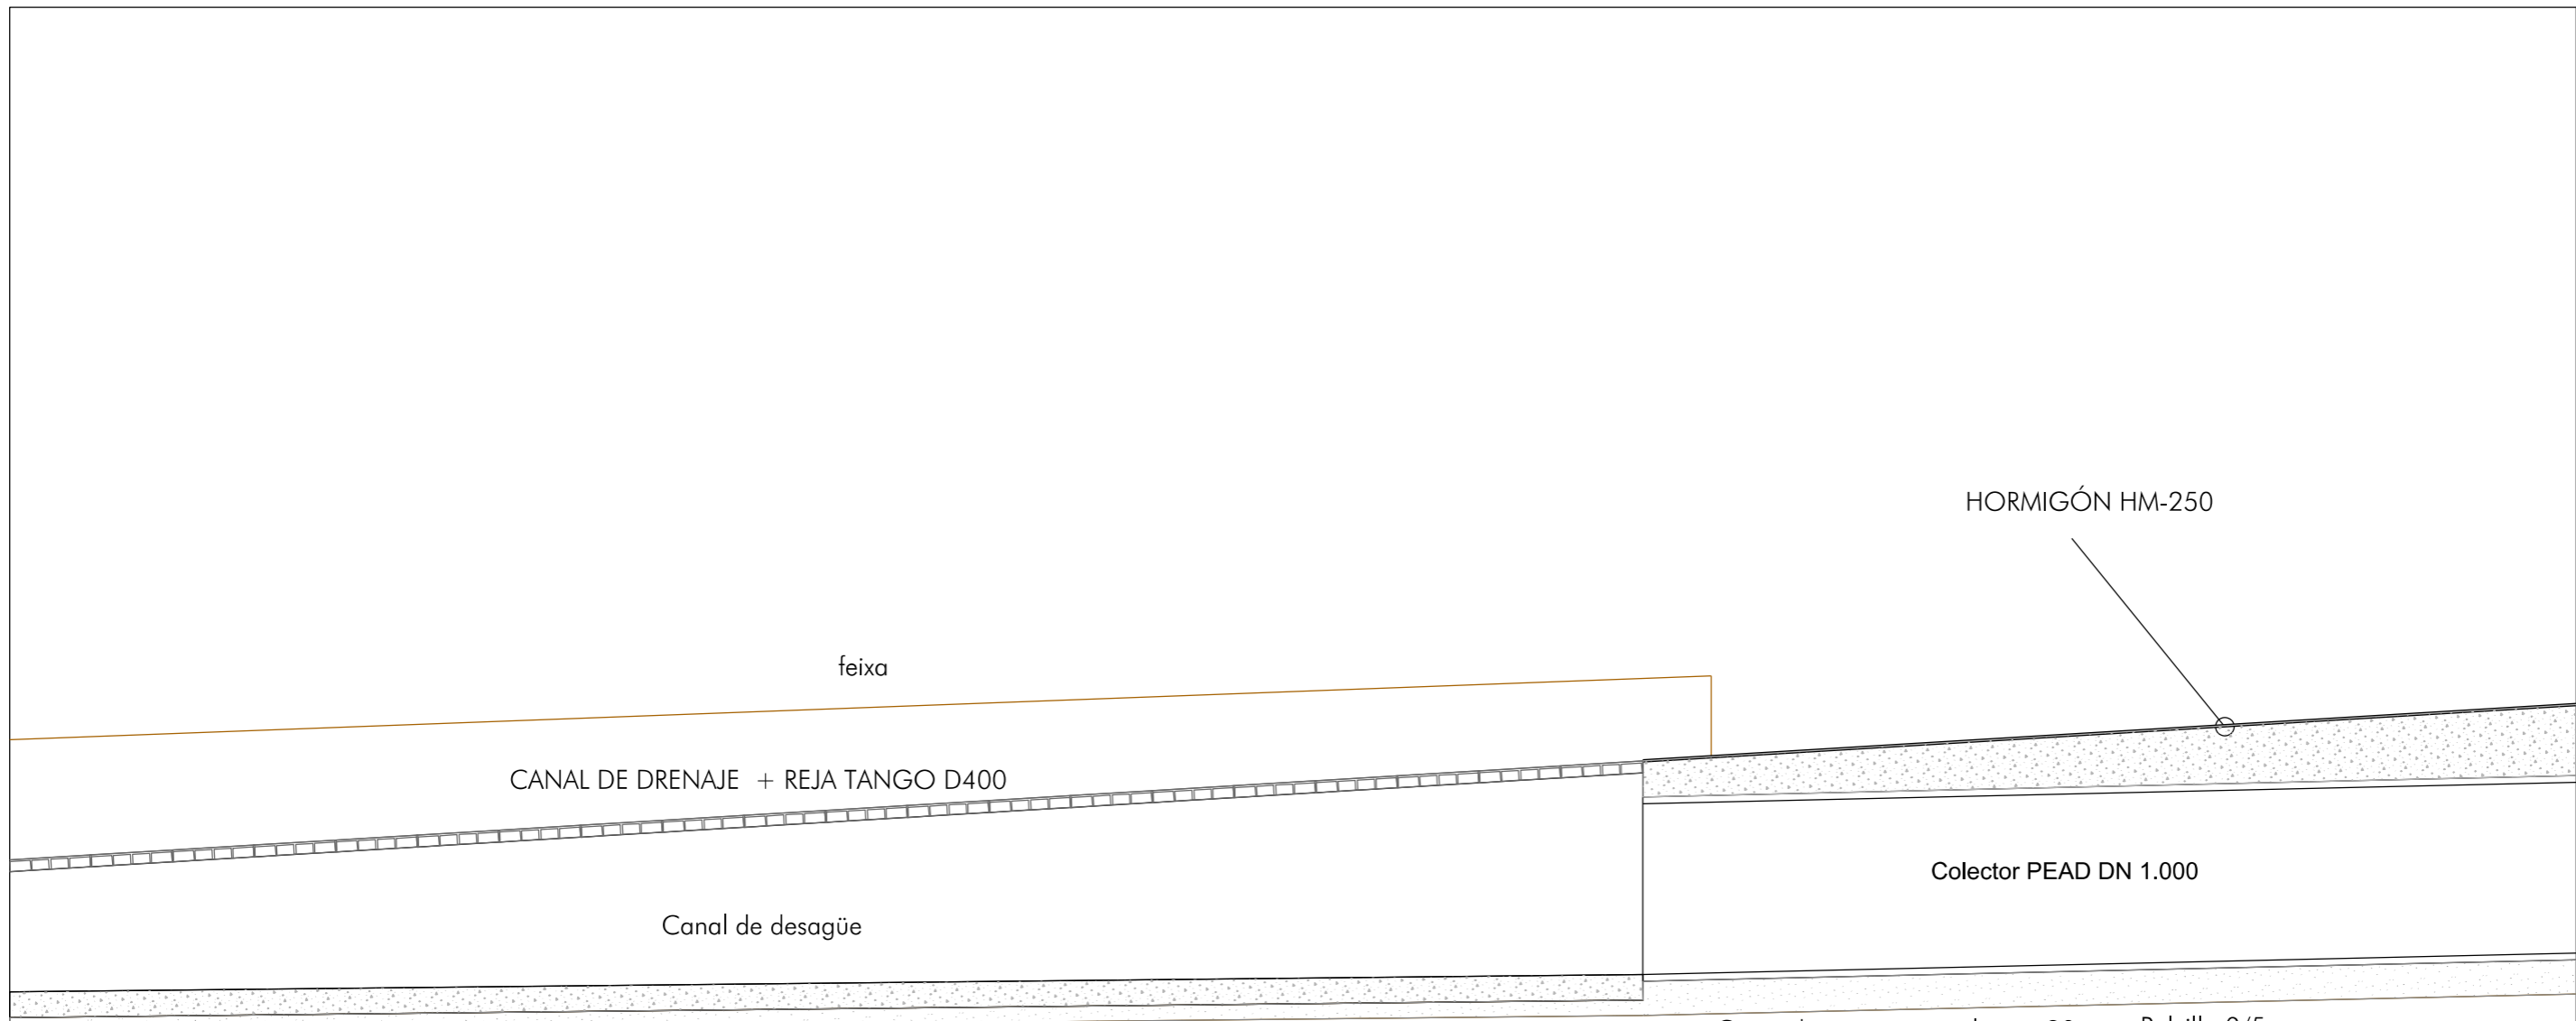 HORMIGÓN HM-250
feixa
CANAL DE DRENAJE + REJA TANGO D400
Colector PEAD DN 1.000
Canal de desagüe